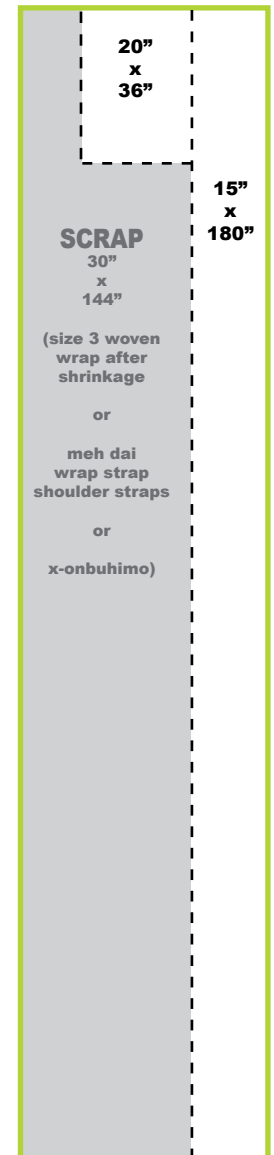 20”
x
36”
15”
x
180”
SCRAP
30”
x
144”
(size 3 woven
wrap after
shrinkage
or
meh dai
wrap strap
shoulder straps
or
x-onbuhimo)